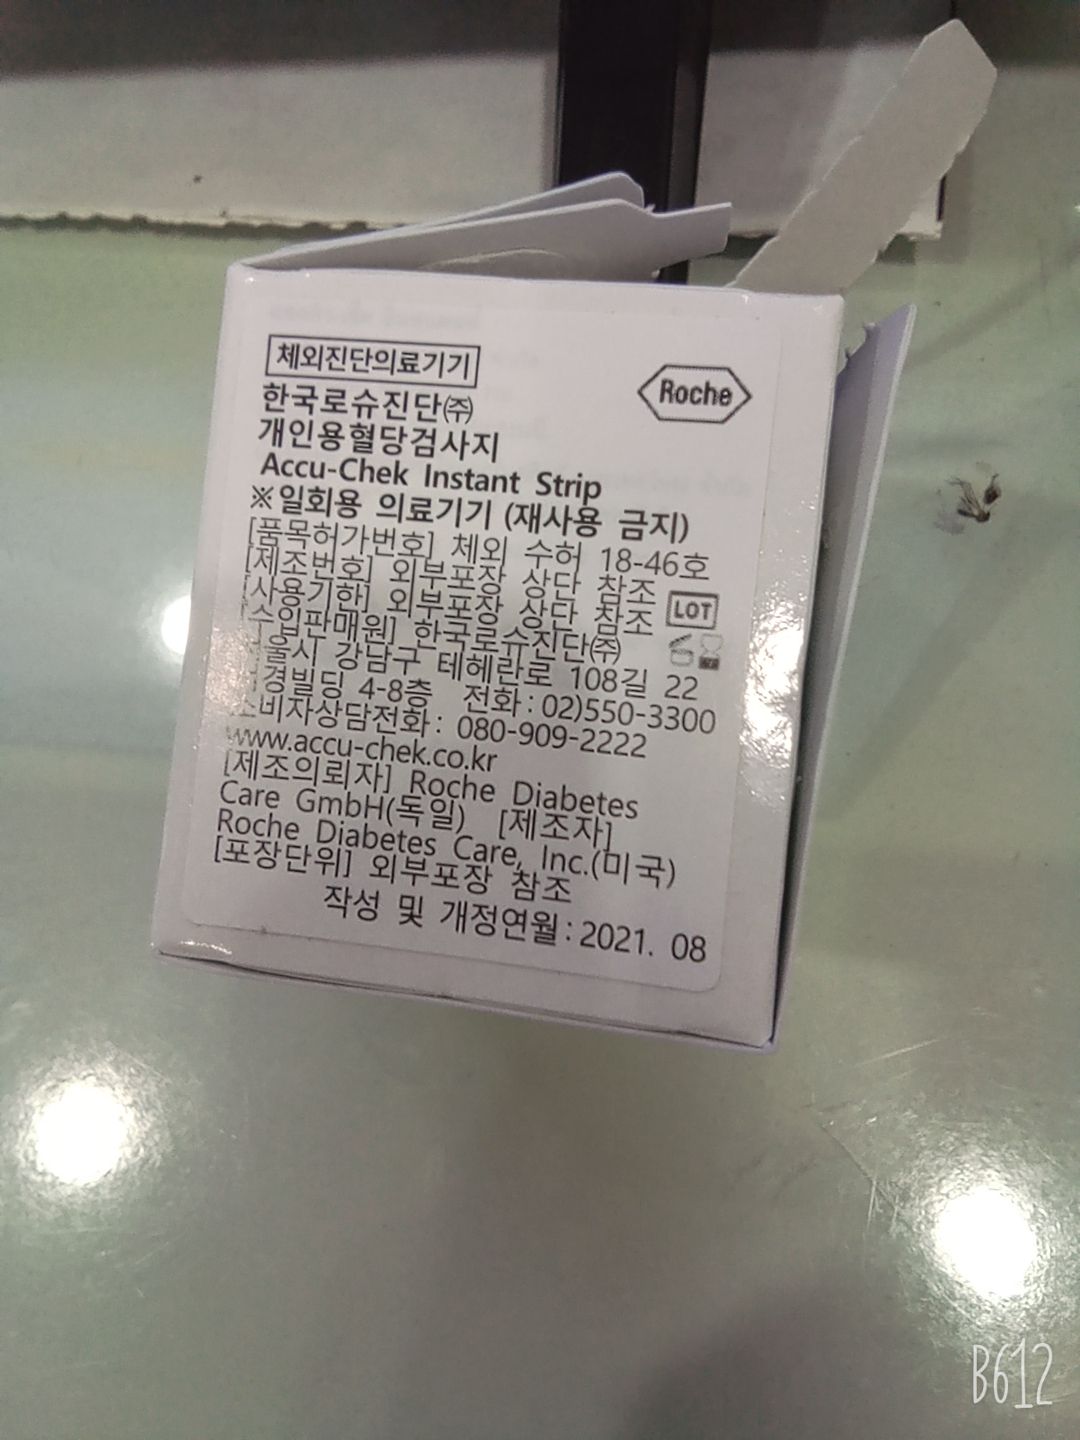 체외진단의료기기
Roche
한국로슈진단㈜
개인용혈당검사지
Accu-Chek Instant Strip
※일회용 의료기기 (재사용 금지)
[품목허가번호] 체외 수허 18-46호
[제조번호] 외부포장 상단 참조 LOT
[사용기한] 외부포장 상단 참조
수입판매원] 한국로슈진단㈜
울시 강남구 테헤란로 108길 22
경빌딩 4-8층 전화 : 02)550-3300
소비자상담전화 : 080-909-2222
www.accu-chek.co.kr
[제조의뢰자] Roche Diabetes
Care GmbH(독일) [제조자]
Roche Diabetes Care, Inc.(미국)
[포장단위] 외부포장 참조
작성 및 개정연월 : 2021. 08
B612